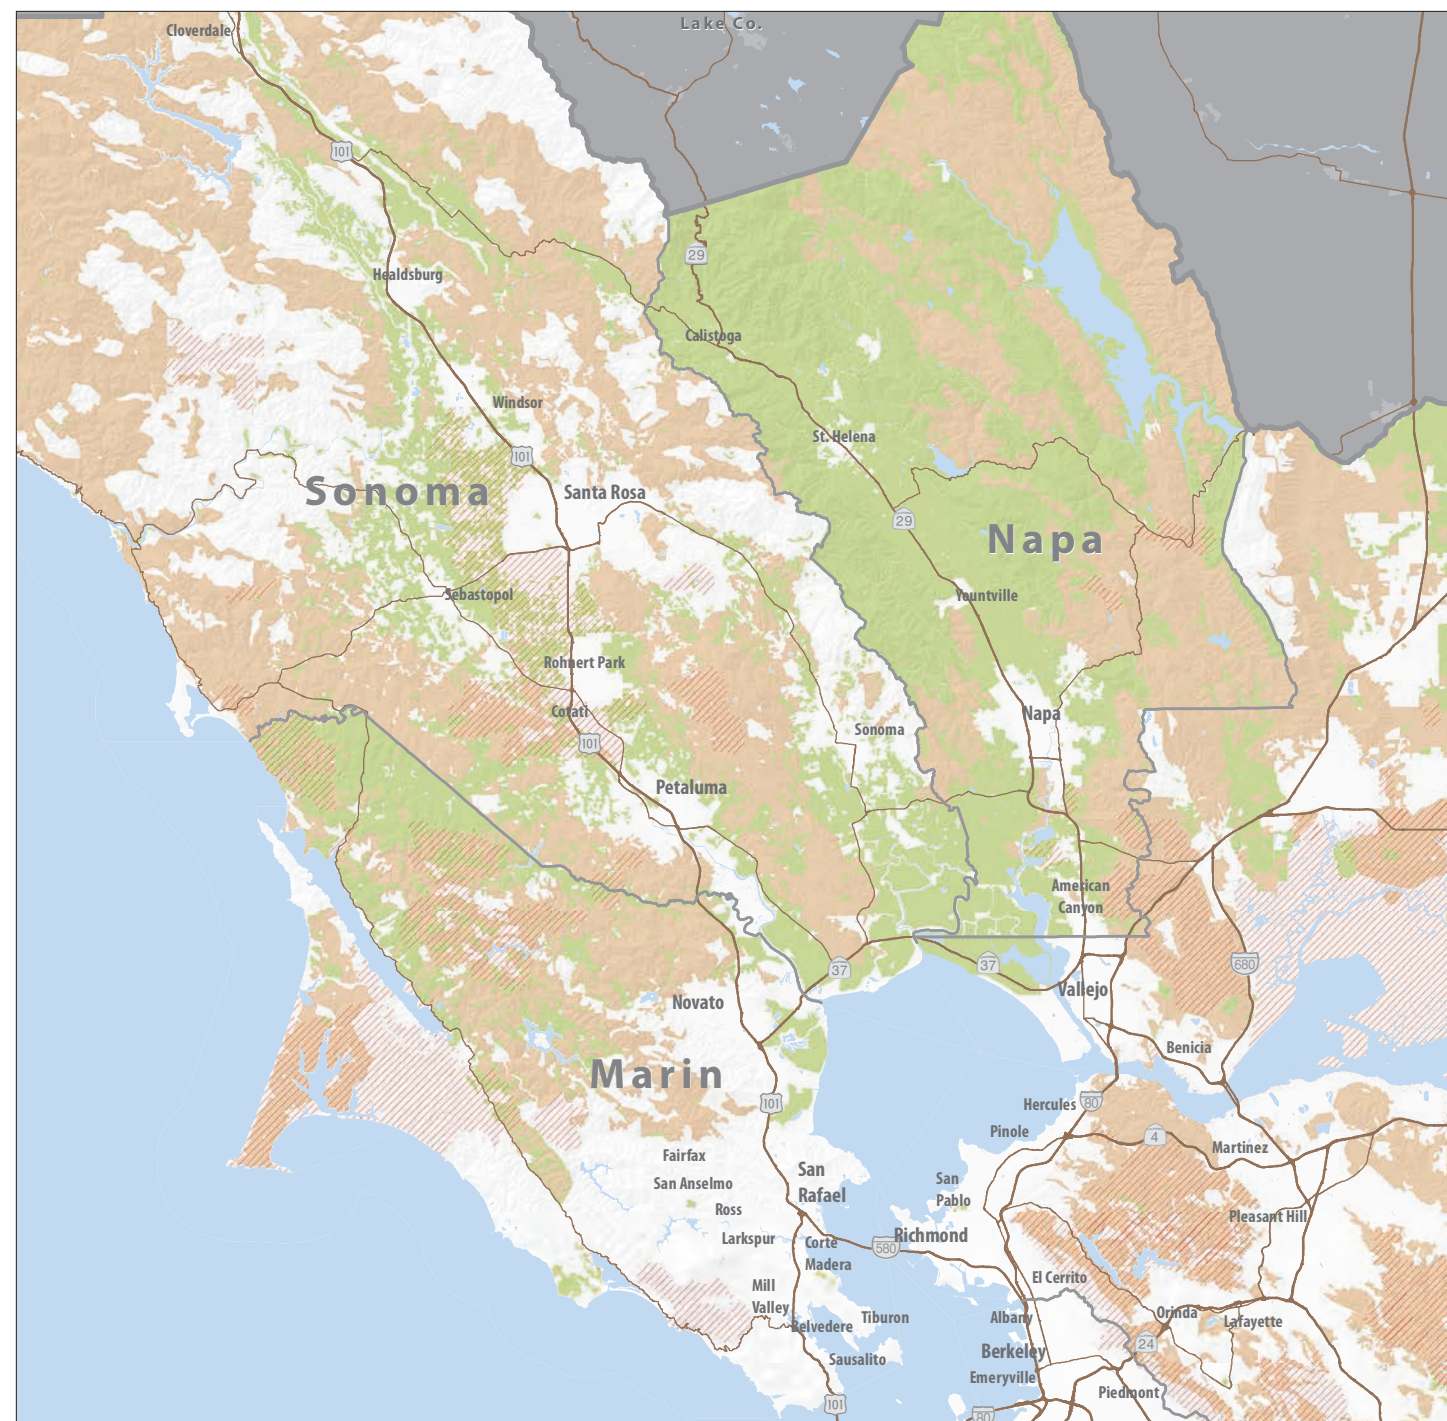 Lake Co.
Cloverdale
101
Healdsburg
29
Calistoga
Windsor
St. Helena
101
Sonoma
Santa Rosa
29
Napa
Sebastopol
Yountville
Rohnert Park
Cotati
Napa
Sonoma
101
Petaluma
American
Canyon
37
37
680
Novato
Vallejo
Benicia
Marin
101
Hercules
80
Pinole
4
Martinez
Fairfax
San Anselmo
San
Rafael
San
Pablo
Ross
Pleasant Hill
Larkspur
Corte
Madera
580
Richmond
El Cerrito
Mill
Valley
Belvedere
Tiburon
Albany
Orinda
Lafayette
24
Sausalito
Berkeley
Emeryville
Piedmont
101
80